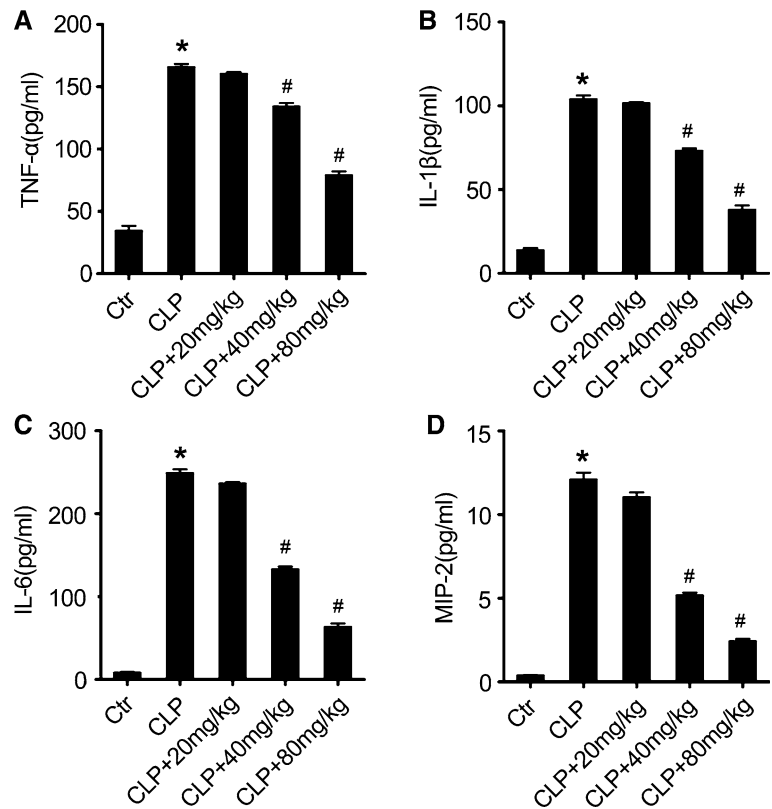 A
TNF-α(pg/ml)
200
150
100
50
0
*
#
#
Ctr
CLP
CLP+20mg/kg
CLP+40mg/kg
CLP+80mg/kg
B
IL-1β(pg/ml)
150
100
50
0
*
#
#
Ctr
CLP
CLP+20mg/kg
CLP+40mg/kg
CLP+80mg/kg
C
IL-6(pg/ml)
300
200
100
0
*
#
#
Ctr
CLP
CLP+20mg/kg
CLP+40mg/kg
CLP+80mg/kg
D
MIP-2(pg/ml)
15
10
5
0
*
#
#
Ctr
CLP
CLP+20mg/kg
CLP+40mg/kg
CLP+80mg/kg